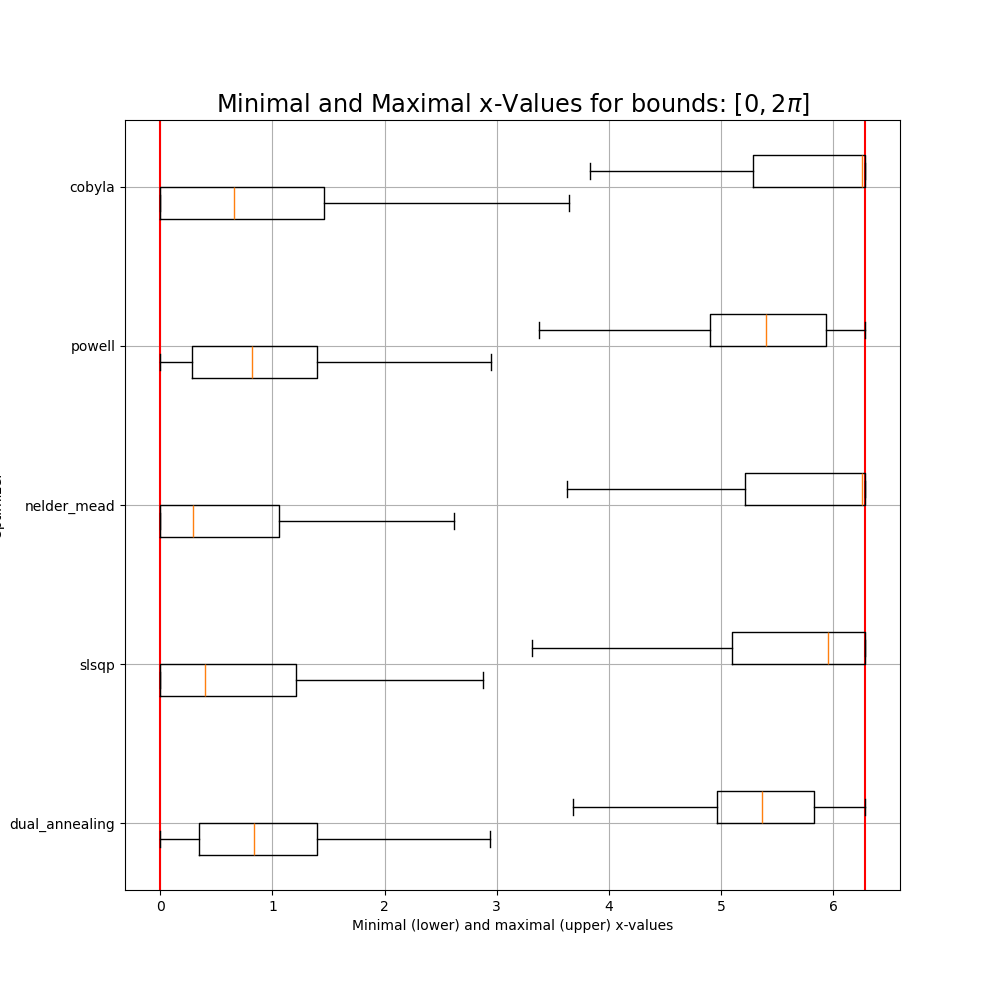 Minimal and Maximal x-Values for bounds: [0, 2π]
cobyla
powell
nelder_mead
slsqp
dual_annealing
0 1 2 3 4 5 6
Minimal (lower) and maximal (upper) x-values